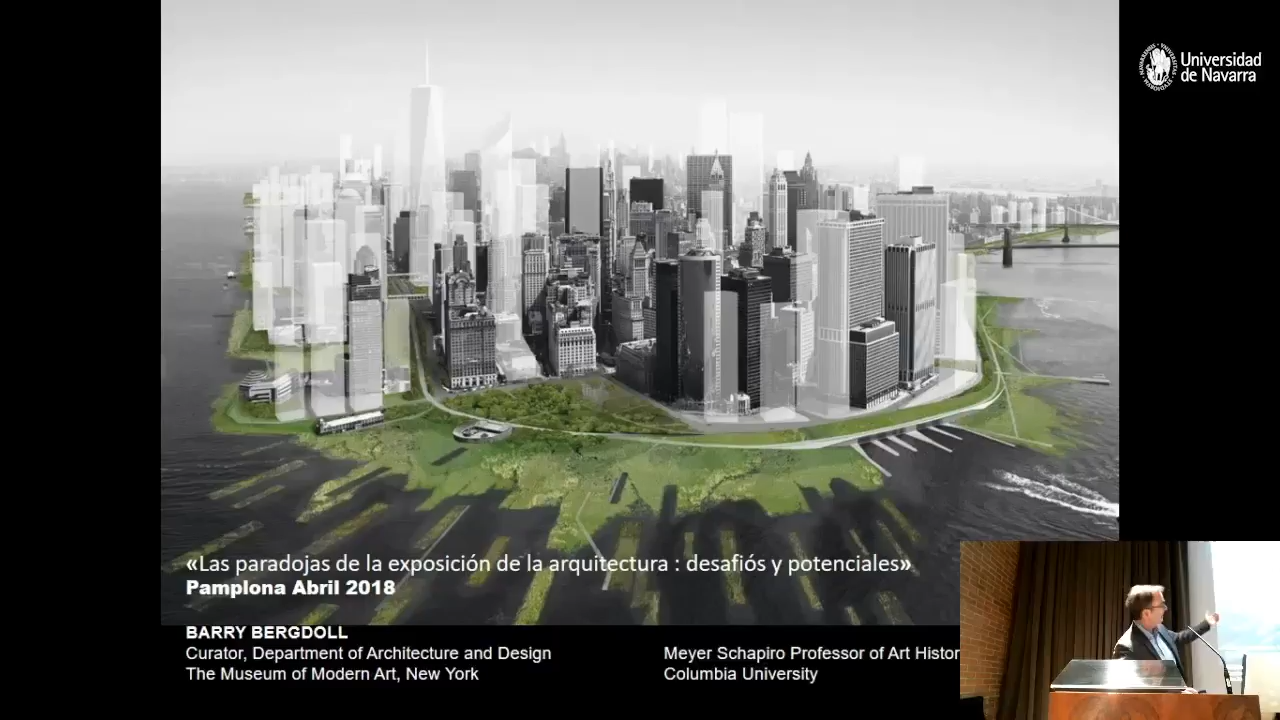 Universidad
de Navarra
«Las paradojas de la exposición de la arquitectura : desafiós y potenciales»
Pamplona Abril 2018
BARRY BERGDOLL
Curator, Department of Architecture and Design
The Museum of Modern Art, New York
Meyer Schapiro Professor of Art Histor
Columbia University